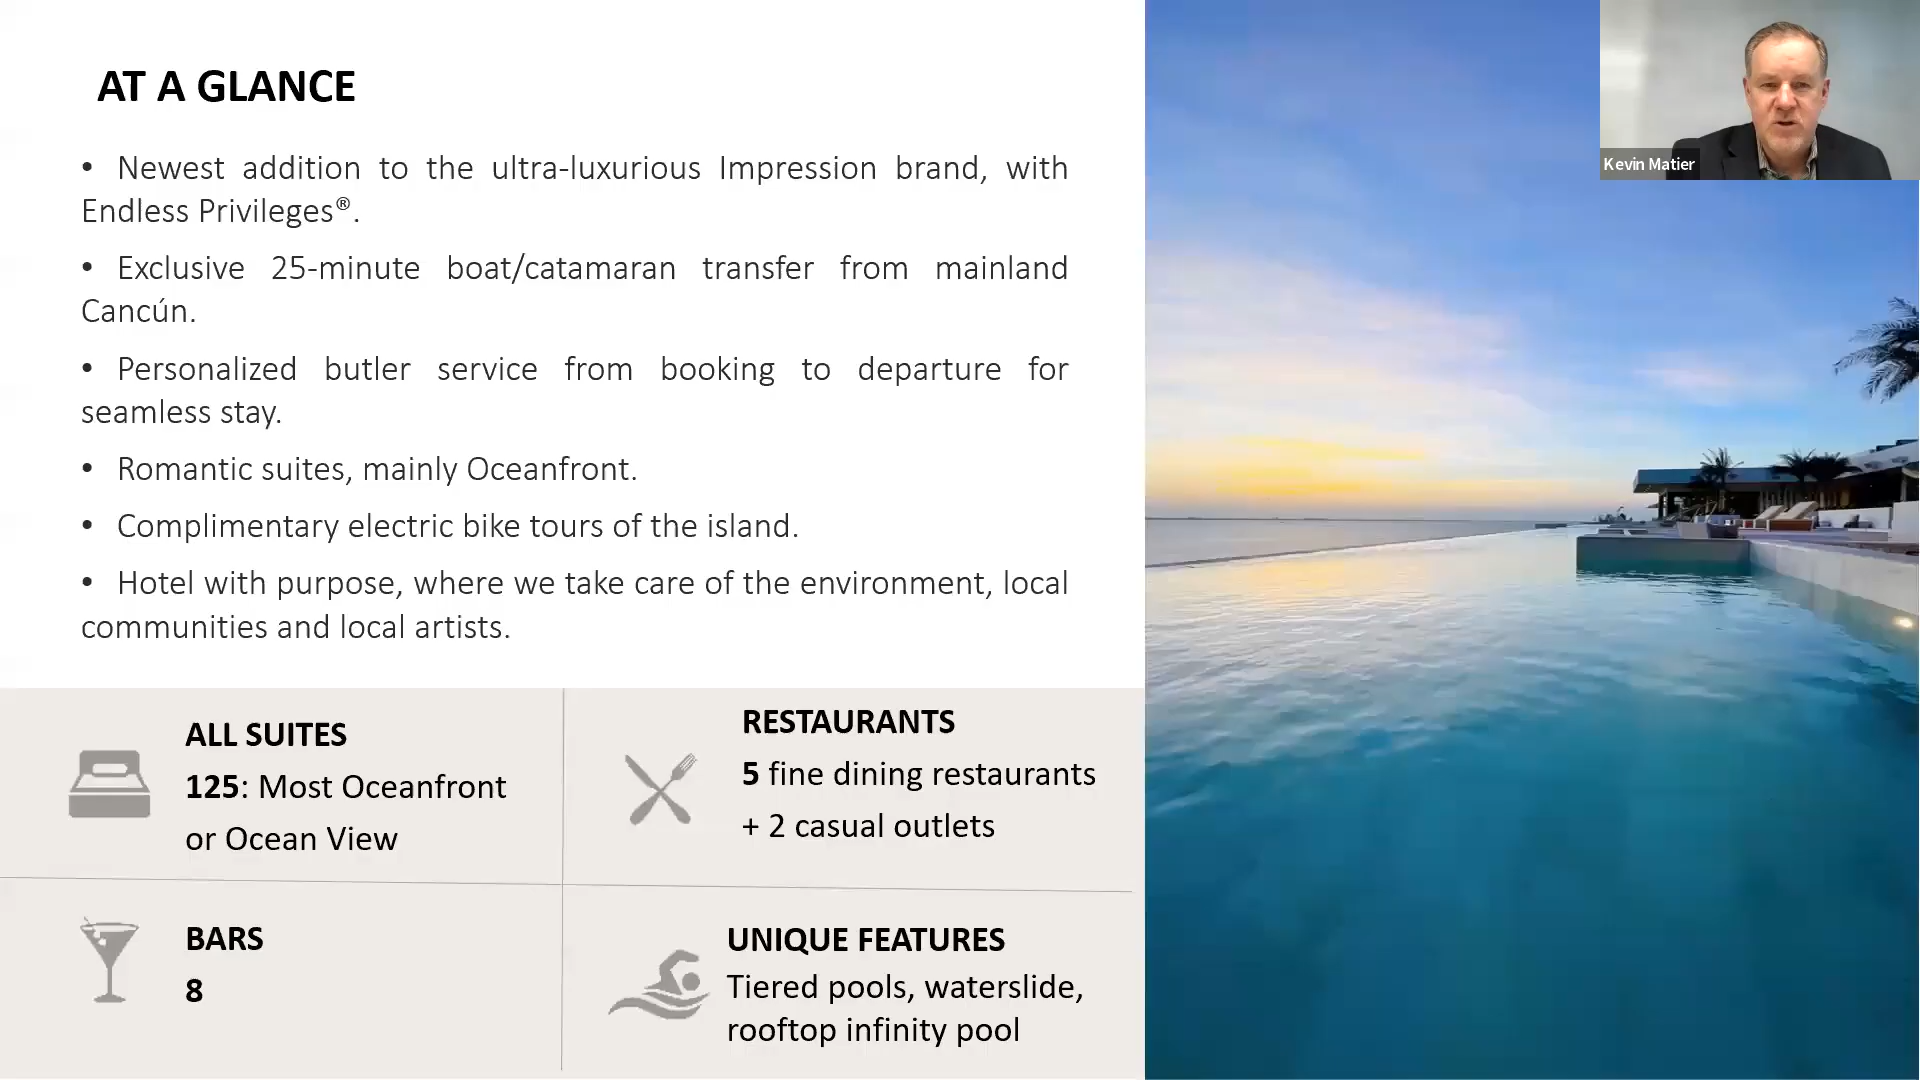 AT A GLANCE
• Newest addition to the ultra-luxurious Impression brand, with
Endless Privileges®.
• Exclusive 25-minute boat/catamaran transfer from mainland
Cancún.
• Personalized butler service from booking to departure for
seamless stay.
• Romantic suites, mainly Oceanfront.
• Complimentary electric bike tours of the island.
• Hotel with purpose, where we take care of the environment, local
communities and local artists.
ALL SUITES
125: Most Oceanfront
or Ocean View
RESTAURANTS
5 fine dining restaurants
+ 2 casual outlets
BARS
8
UNIQUE FEATURES
Tiered pools, waterslide,
rooftop infinity pool
Kevin Matier